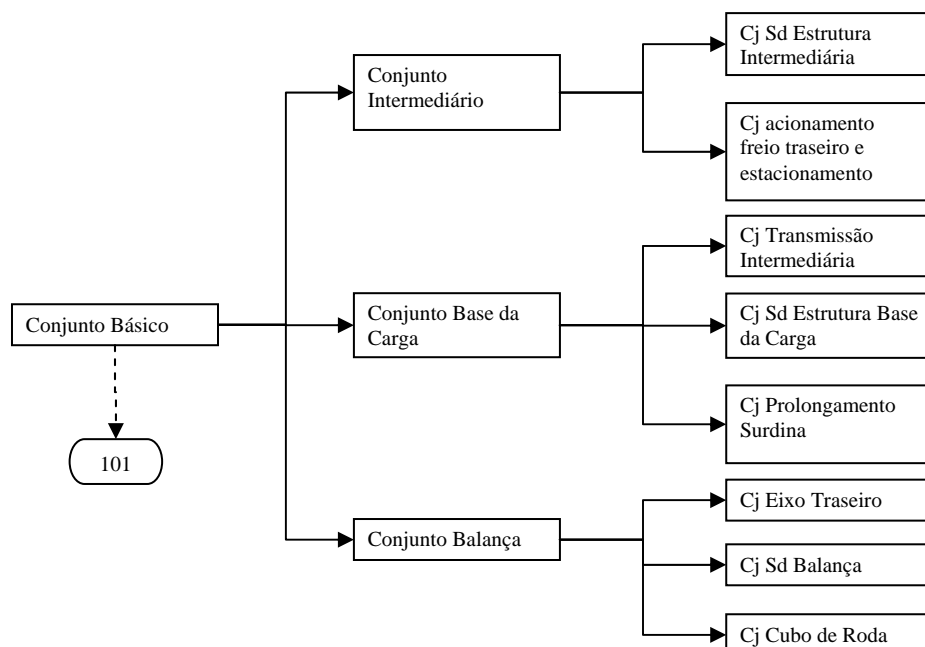 Cj Sd Estrutura
Intermediária
Conjunto
Intermediário
Cj acionamento
freio traseiro e
estacionamento
Cj Transmissão
Intermediária
Conjunto Básico
Conjunto Base da
Carga
Cj Sd Estrutura Base
da Carga
Cj Prolongamento
Surdina
101
Cj Eixo Traseiro
Conjunto Balança
Cj Sd Balança
Cj Cubo de Roda